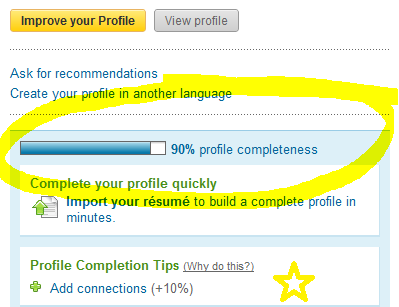 Improve your Profile
View profile
Ask for recommendations
Create your profile in another language
90% profile completeness
Complete your profile quickly
Import your résumé to build a complete profile in
minutes.
Profile Completion Tips (Why do this?)
Add connections (+10%)